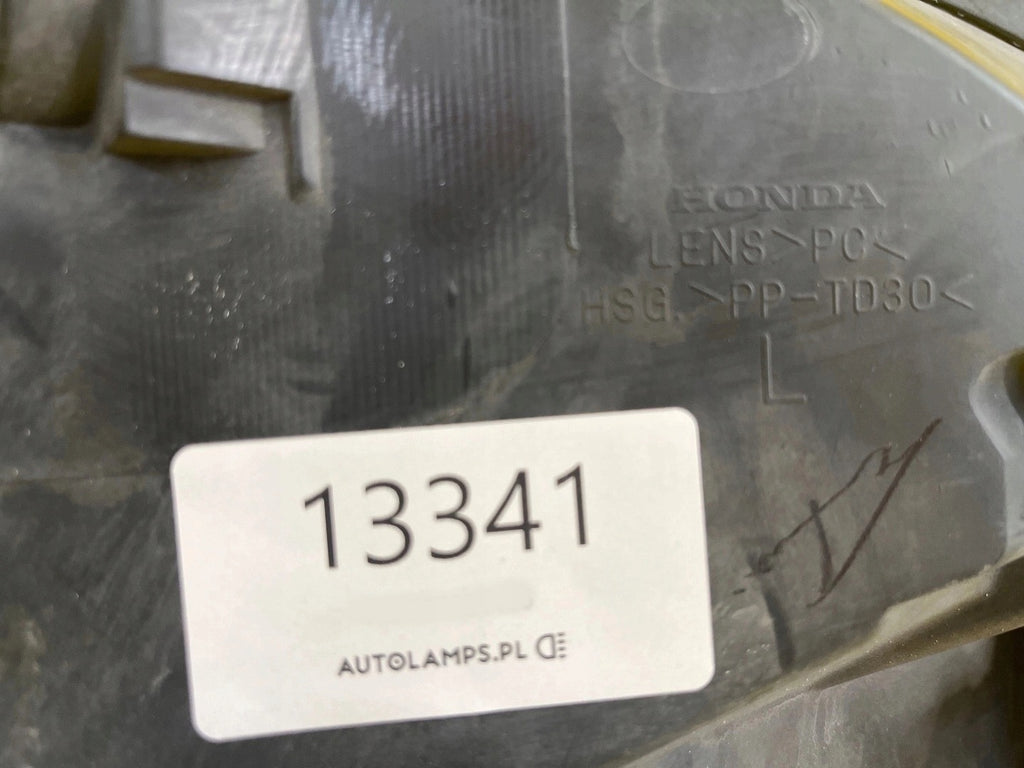 HONDA
LENS>PC<
HSG. >PP-TD30<
L
13341
AUTOLAMPS.PL